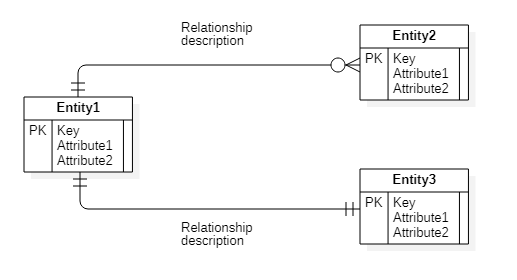 Relationship
description
Entity2
PK Key
Attribute1
Attribute2
Entity1
PK Key
Attribute1
Attribute2
Entity3
PK Key
Attribute1
Attribute2
Relationship
description